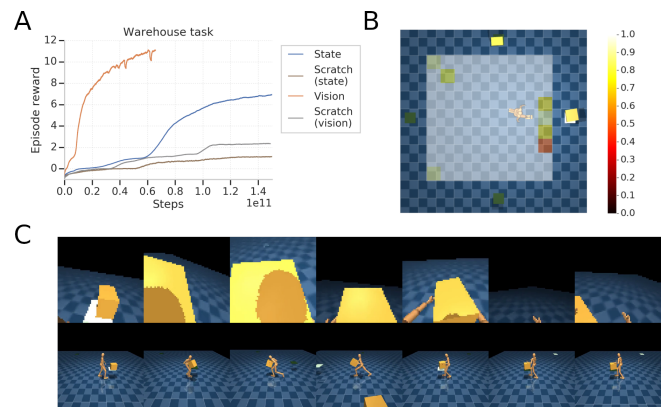 A
Warehouse task
Episode reward
12
10
8
6
4
2
0
0.0
0.2
0.4
0.6
0.8
1.0
1.2
1.4
1e11
Steps
State
Scratch
(state)
Vision
Scratch
(vision)
B
1.0
0.9
0.8
0.7
0.6
0.5
0.4
0.3
0.2
0.1
0.0
C